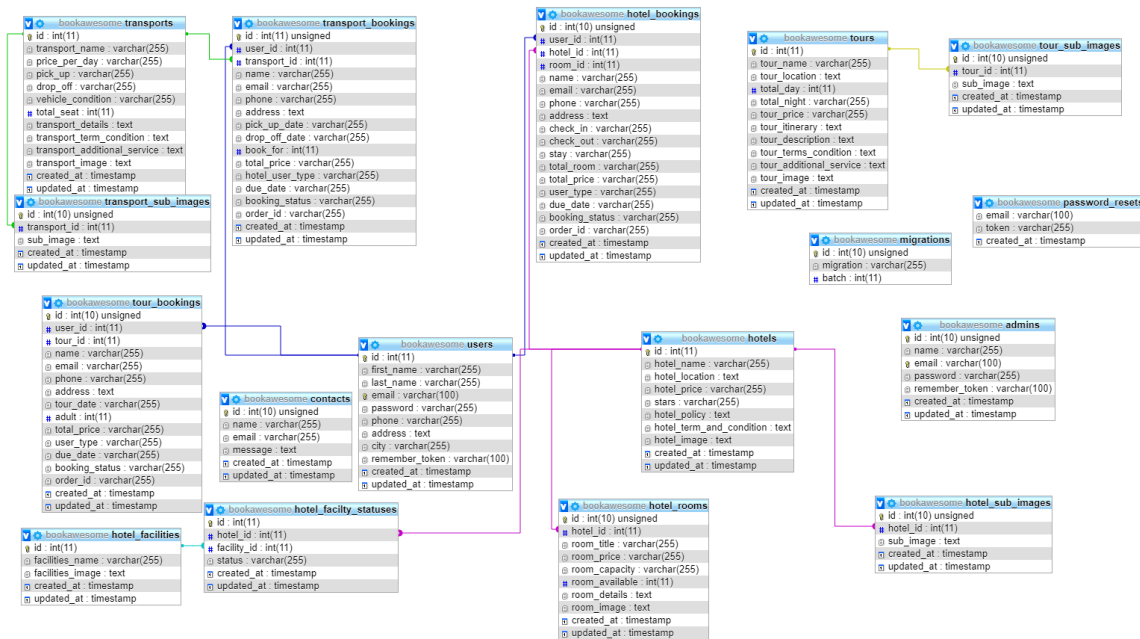 bookawesome transports
id : int(11)
transport_name : varchar(255)
price_per_day : varchar(255)
pick_up : varchar(255)
drop_off : varchar(255)
vehicle_condition : varchar(255)
total_seat : int(11)
transport_details : text
transport_term_condition : text
transport_additional_service : text
transport_image : text
created_at : timestamp
updated_at : timestamp
bookawesome transport_sub_images
id : int(10) unsigned
transport_id : int(11)
sub_image : text
created_at : timestamp
updated_at : timestamp
bookawesome transport_bookings
id : int(11) unsigned
user_id : int(11)
transport_id : int(11)
name : varchar(255)
email : varchar(255)
phone : varchar(255)
address : text
pick_up_date : varchar(255)
drop_off_date : varchar(255)
book_for : int(11)
total_price : varchar(255)
hotel_user_type : varchar(255)
due_date : varchar(255)
booking_status : varchar(255)
order_id : varchar(255)
created_at : timestamp
updated_at : timestamp
bookawesome hotel_bookings
id : int(10) unsigned
user_id : int(11)
hotel_id : int(11)
room_id : int(11)
name : varchar(255)
email : varchar(255)
phone : varchar(255)
address : text
check_in : varchar(255)
check_out : varchar(255)
stay : varchar(255)
total_room : varchar(255)
total_price : varchar(255)
user_type : varchar(255)
due_date : varchar(255)
booking_status : varchar(255)
order_id : varchar(255)
created_at : timestamp
updated_at : timestamp
bookawesome tours
id : int(11)
tour_name : varchar(255)
tour_location : text
total_day : int(11)
total_night : varchar(255)
tour_price : varchar(255)
tour_itinerary : text
tour_description : text
tour_terms_condition : text
tour_additional_service : text
tour_image : text
created_at : timestamp
updated_at : timestamp
bookawesome tour_sub_images
id : int(10) unsigned
tour_id : int(11)
sub_image : text
created_at : timestamp
updated_at : timestamp
bookawesome password_resets
email : varchar(100)
token : varchar(255)
created_at : timestamp
bookawesome migrations
id : int(10) unsigned
migration : varchar(255)
batch : int(11)
bookawesome tour_bookings
id : int(10) unsigned
user_id : int(11)
tour_id : int(11)
name : varchar(255)
email : varchar(255)
phone : varchar(255)
address : text
tour_date : varchar(255)
adult : int(11)
total_price : varchar(255)
user_type : varchar(255)
due_date : varchar(255)
booking_status : varchar(255)
order_id : varchar(255)
created_at : timestamp
updated_at : timestamp
bookawesome users
id : int(11)
first_name : varchar(255)
last_name : varchar(255)
email : varchar(100)
password : varchar(255)
phone : varchar(255)
address : text
city : varchar(255)
remember_token : varchar(100)
created_at : timestamp
updated_at : timestamp
bookawesome contacts
id : int(10) unsigned
name : varchar(255)
email : varchar(255)
message : text
created_at : timestamp
updated_at : timestamp
bookawesome hotels
id : int(11)
hotel_name : varchar(255)
hotel_location : text
hotel_price : varchar(255)
stars : varchar(255)
hotel_policy : text
hotel_term_and_condition : text
hotel_image : text
created_at : timestamp
updated_at : timestamp
bookawesome admins
id : int(10) unsigned
name : varchar(255)
email : varchar(100)
password : varchar(255)
remember_token : varchar(100)
created_at : timestamp
updated_at : timestamp
bookawesome hotel_facilities
id : int(11)
facilities_name : varchar(255)
facilities_image : text
created_at : timestamp
updated_at : timestamp
bookawesome hotel_facilty_statuses
id : int(11)
hotel_id : int(11)
facility_id : int(11)
status : varchar(255)
created_at : timestamp
updated_at : timestamp
bookawesome hotel_rooms
id : int(10) unsigned
hotel_id : int(11)
room_title : varchar(255)
room_price : varchar(255)
room_capacity : varchar(255)
room_available : int(11)
room_details : text
room_image : text
created_at : timestamp
updated_at : timestamp
bookawesome hotel_sub_images
id : int(10) unsigned
hotel_id : int(11)
sub_image : text
created_at : timestamp
updated_at : timestamp